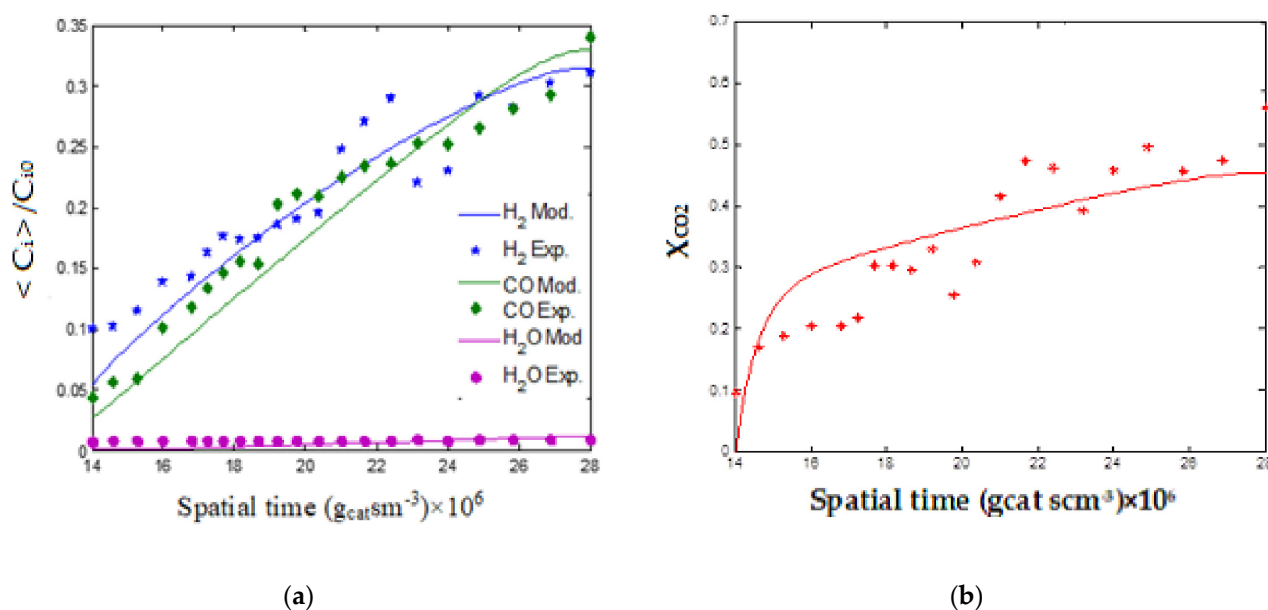 0.35
0.3
0.25
0.2
0.15
0.1
0.05
0
14 16 18 20 22 24 26 28
< Ci >/Ci0
Spatial time (gcatsm-3)×10⁶
H2 Mod.
H2 Exp.
CO Mod.
CO Exp.
H2O Mod
H2O Exp.
(a)
0.7
0.6
0.5
0.4
0.3
0.2
0.1
0
14 16 18 20 22 24 26 28
XCO2
Spatial time (gcat scm-3)×10⁶
(b)